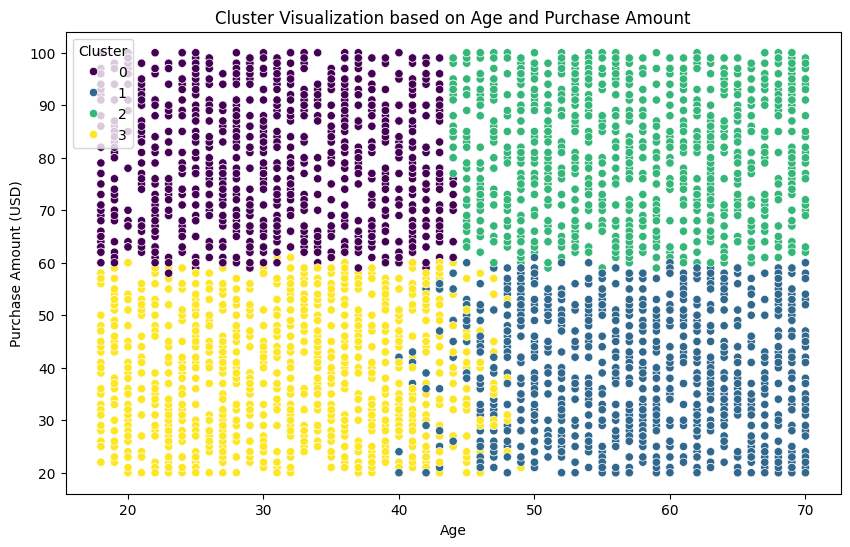 Cluster Visualization based on Age and Purchase Amount
Cluster
0
1
2
3
Purchase Amount (USD)
100
90
80
70
60
50
40
30
20
20 30 40 50 60 70
Age